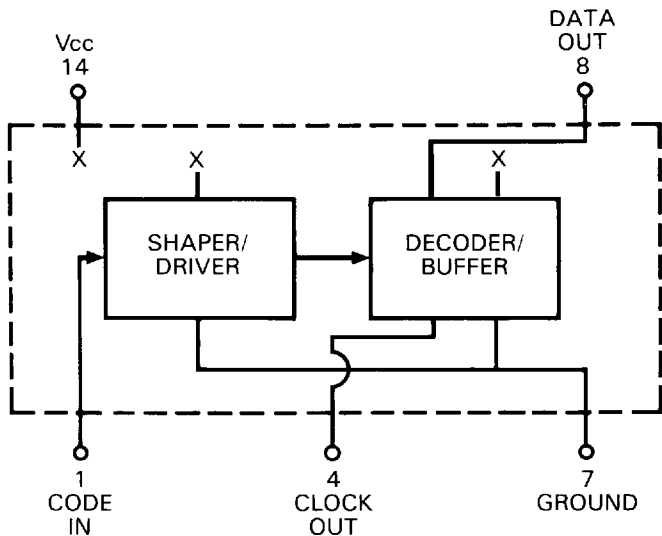 Vcc
14
DATA
OUT
8
X
X
X
SHAPER/
DRIVER
DECODER/
BUFFER
1
CODE
IN
4
CLOCK
OUT
7
GROUND